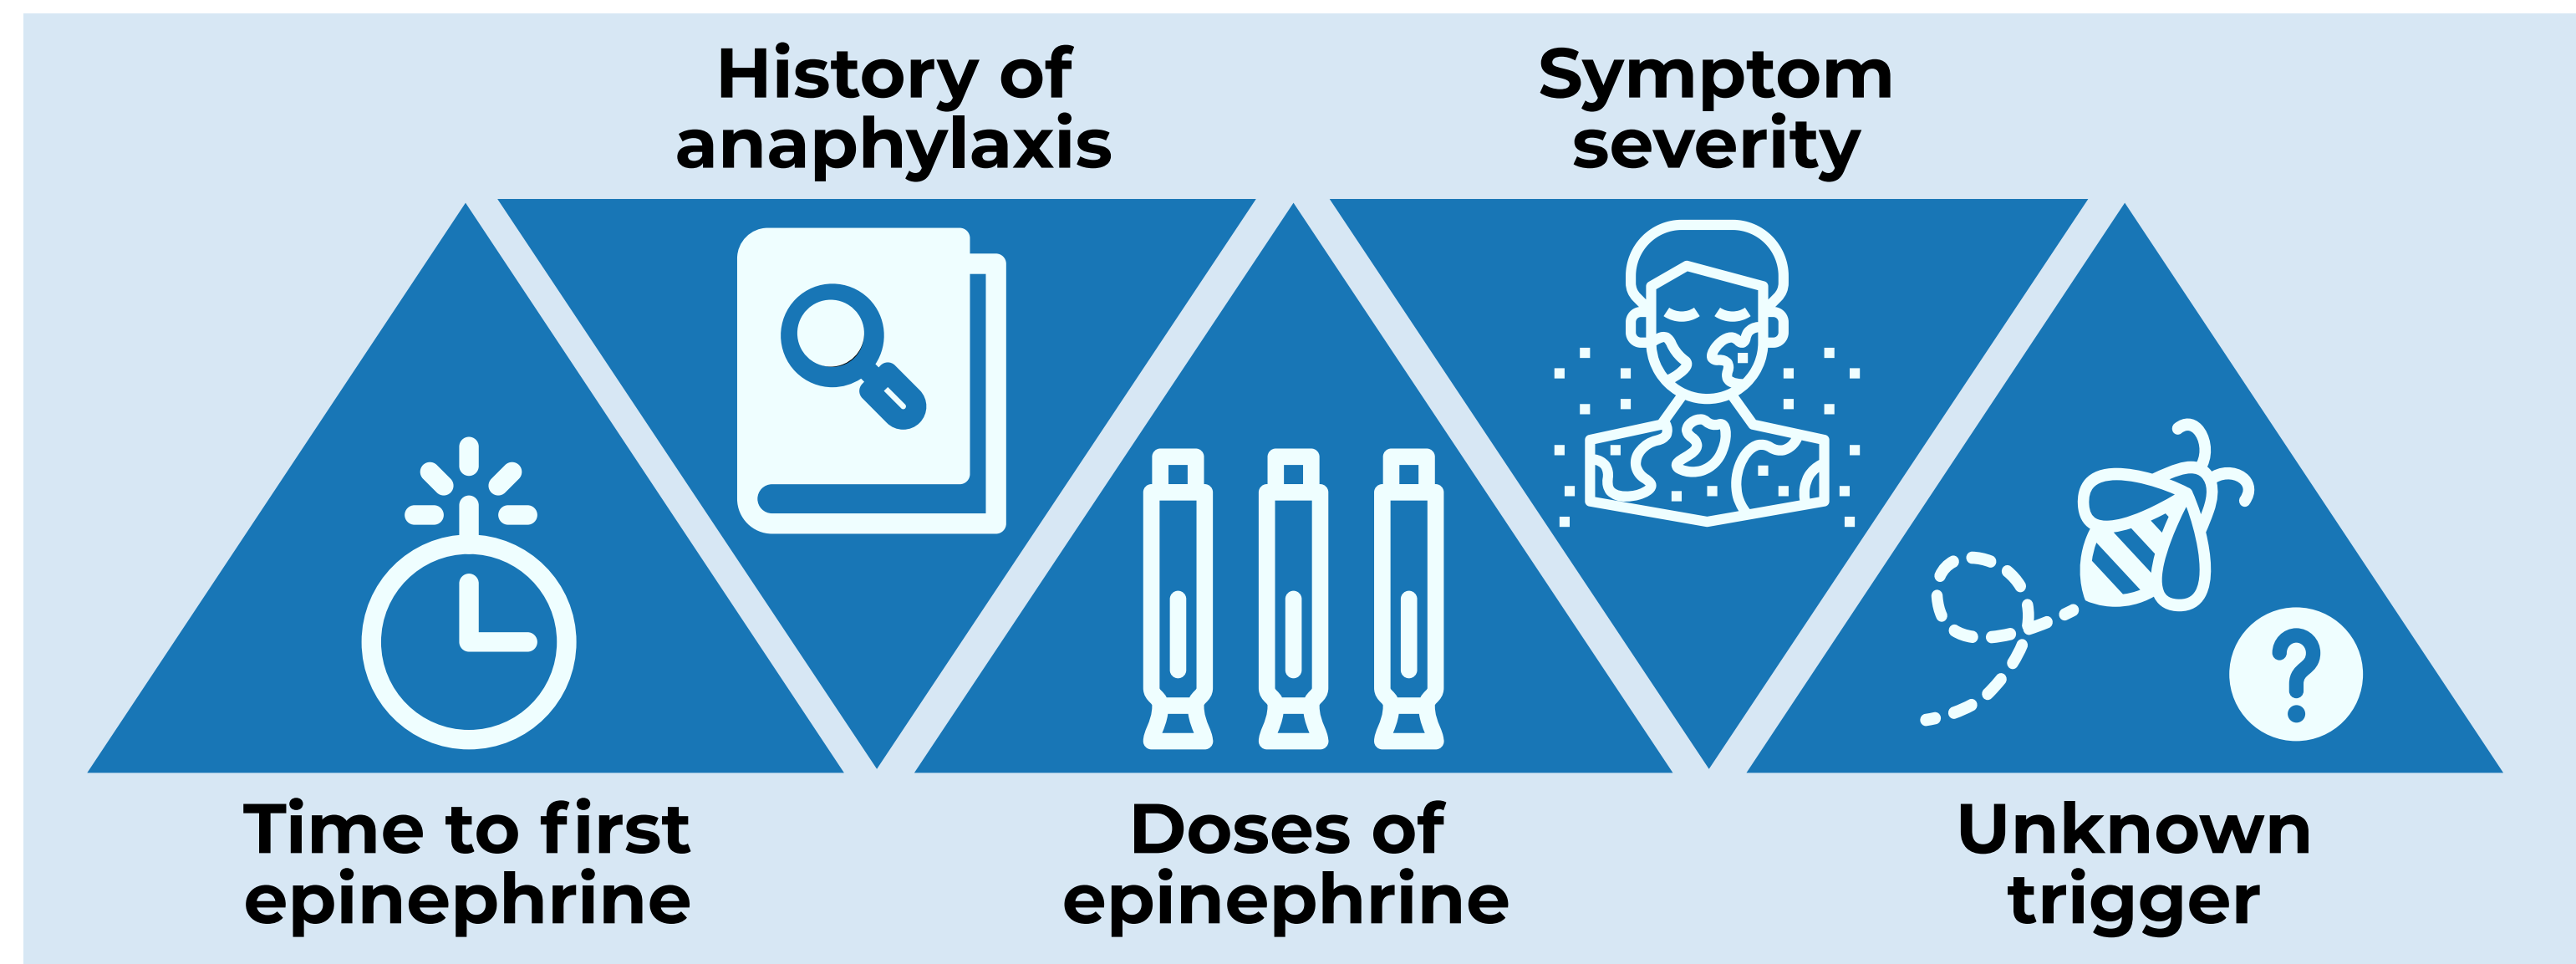 History of
anaphylaxis
Symptom
severity
?
Time to first
epinephrine
Doses of
epinephrine
Unknown
trigger